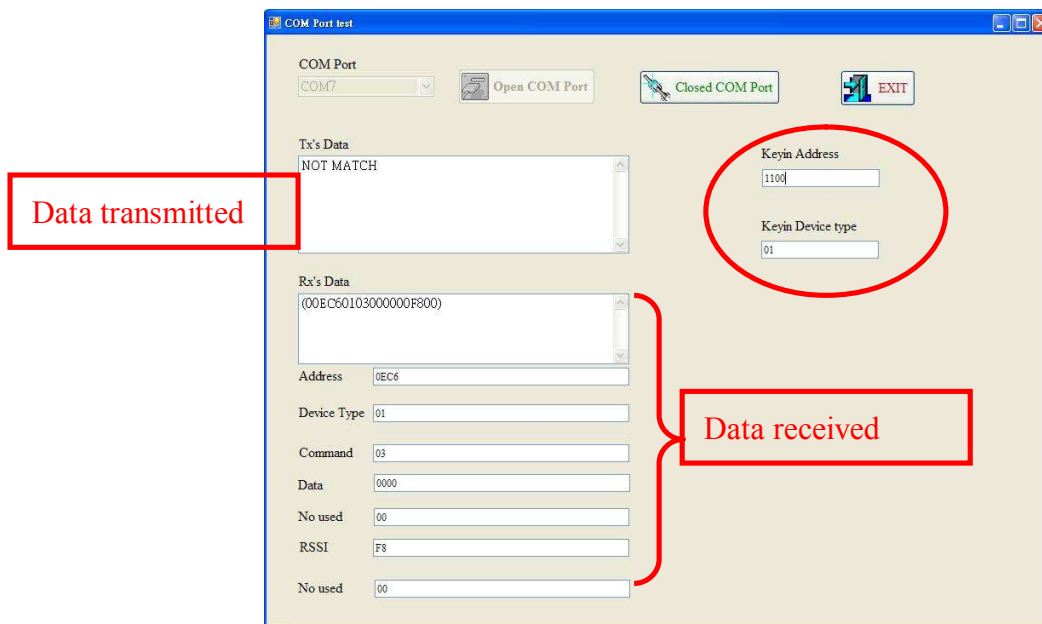 COM Port test
COM Port
COM7
Open COM Port
Closed COM Port
EXIT
Tx's Data
NOT MATCH
Keyin Address
1100
Data transmitted
Keyin Device type
01
Rx's Data
(00EC60103000000F800)
Address 0EC6
Device Type 01
Data received
Command 03
Data 0000
No used 00
RSSI F8
No used 00